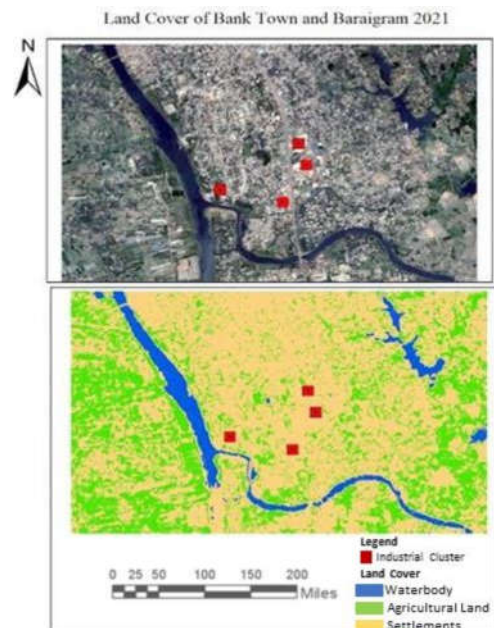 Land Cover of Bank Town and Baraigram 2021
N
Legend
Industrial Cluster
Land Cover
Waterbody
Agricultural Land
Settlements
0 25 50 100 150 200
Miles